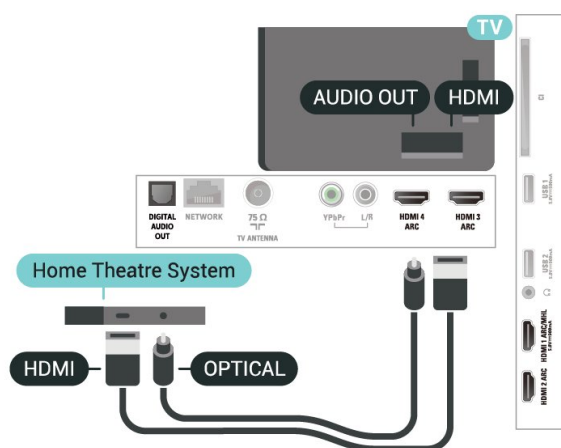 TV
AUDIO OUT
HDMI
DIGITAL
AUDIO
OUT
NETWORK
75 Ω
TV ANTENNA
YPbPr
L/R
HDMI 4
ARC
HDMI 3
ARC
USB 1
USB 2
HDMI 1 ARC/MHL
HDMI 2 ARC
Home Theatre System
HDMI
OPTICAL